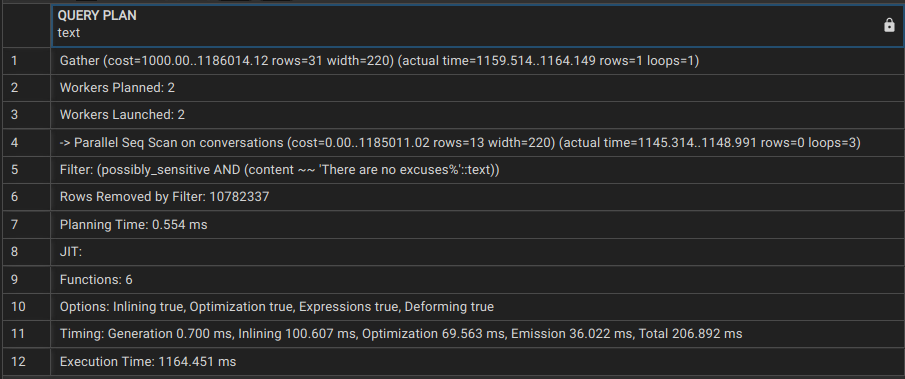 QUERY PLAN
text
1 Gather (cost=1000.00..1186014.12 rows=31 width=220) (actual time=1159.514..1164.149 rows=1 loops=1)
2 Workers Planned: 2
3 Workers Launched: 2
4 -> Parallel Seq Scan on conversations (cost=0.00..1185011.02 rows=13 width=220) (actual time=1145.314..1148.991 rows=0 loops=3)
5 Filter: (possibly_sensitive AND (content ~~ 'There are no excuses%'::text))
6 Rows Removed by Filter: 10782337
7 Planning Time: 0.554 ms
8 JIT:
9 Functions: 6
10 Options: Inlining true, Optimization true, Expressions true, Deforming true
11 Timing: Generation 0.700 ms, Inlining 100.607 ms, Optimization 69.563 ms, Emission 36.022 ms, Total 206.892 ms
12 Execution Time: 1164.451 ms